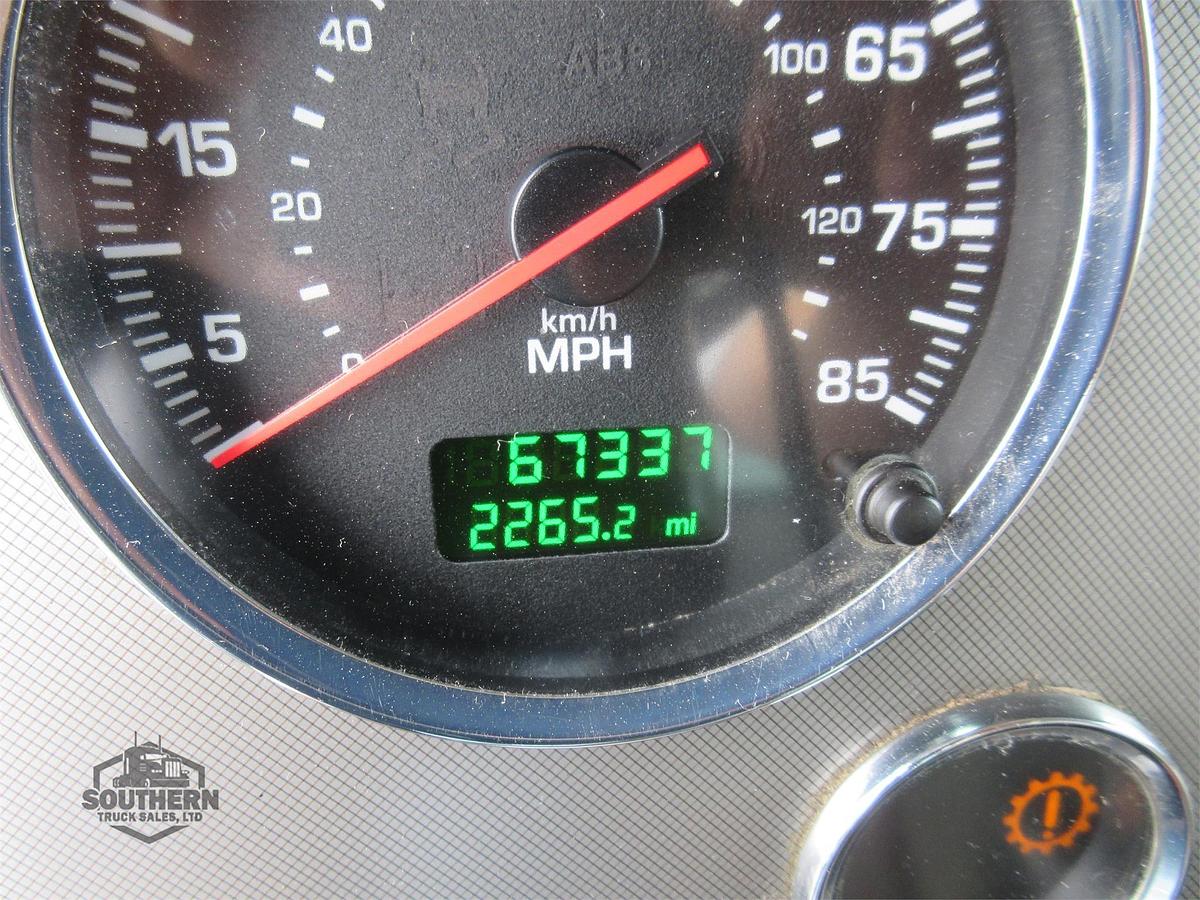 40
ABS
100 65
15
20
120 75
5
km/h
MPH
0
85
67337
2265.2 mi
SOUTHERN
TRUCK SALES, LTD
!